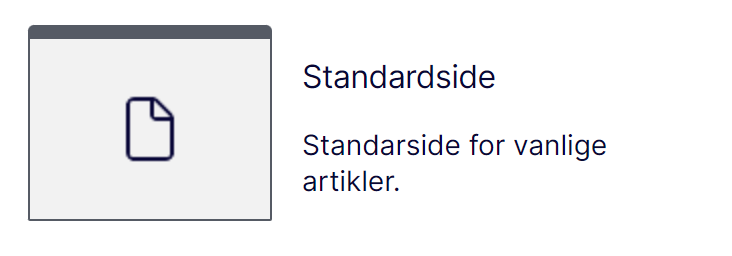 Standardside
Standarside for vanlige
artikler.